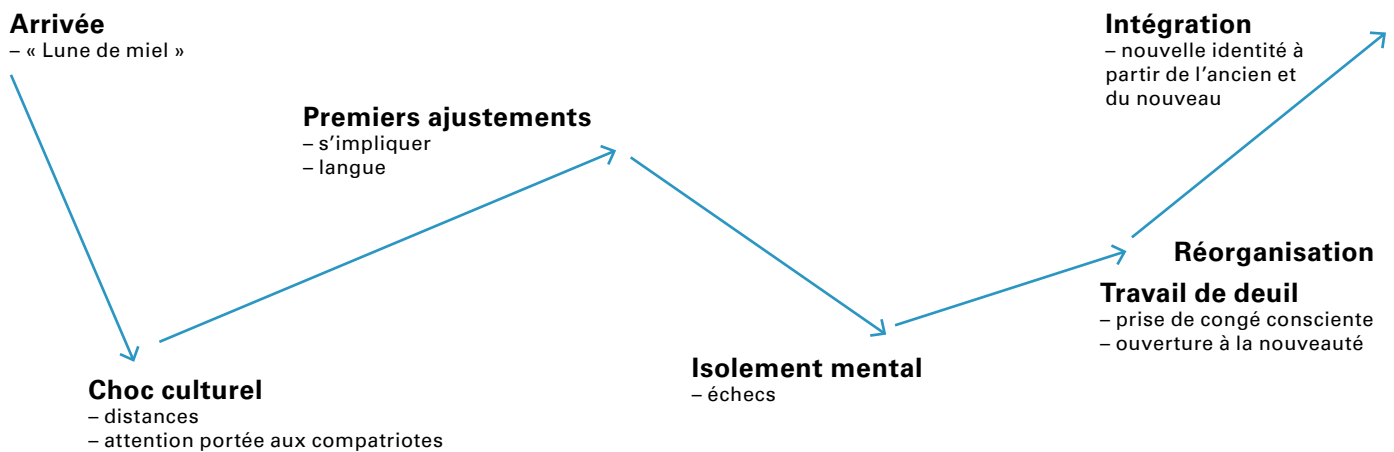 Arrivée
– « Lune de miel »
Choc culturel
– distances
– attention portée aux compatriotes
Premiers ajustements
– s’impliquer
– langue
Isolement mental
– échecs
Réorganisation
Travail de deuil
– prise de congé consciente
– ouverture à la nouveauté
Intégration
– nouvelle identité à
partir de l’ancien et
du nouveau